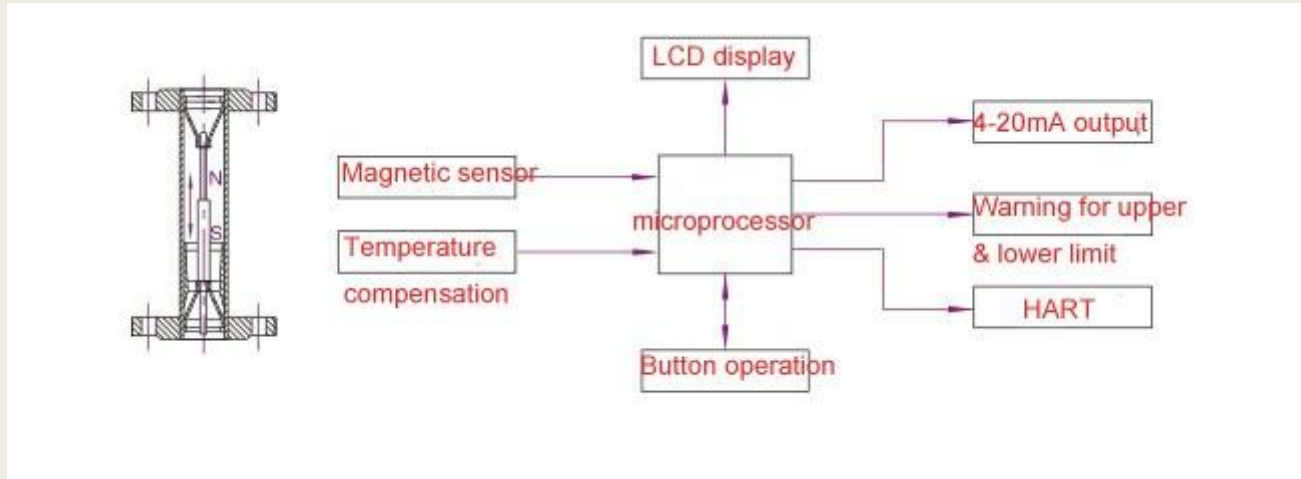 LCD display
4-20mA output
N
Magnetic sensor
Warning for upper
& lower limit
microprocessor
S
Temperature
compensation
HART
Button operation